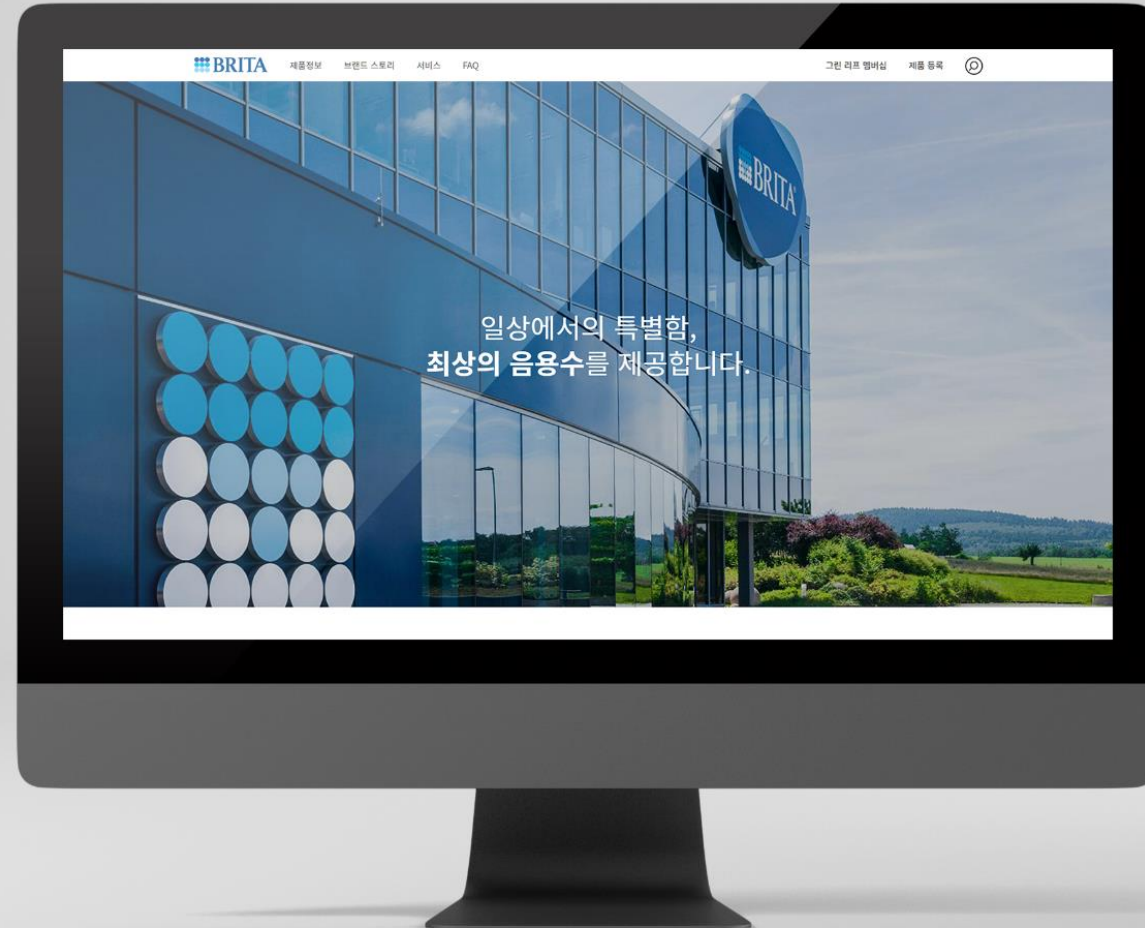 BRITA
제품정보 브랜드 스토리 서비스 FAQ
그린 리프 멤버십 제품 등록
BRITA
일상에서의 특별함,
최상의 음용수를 제공합니다.